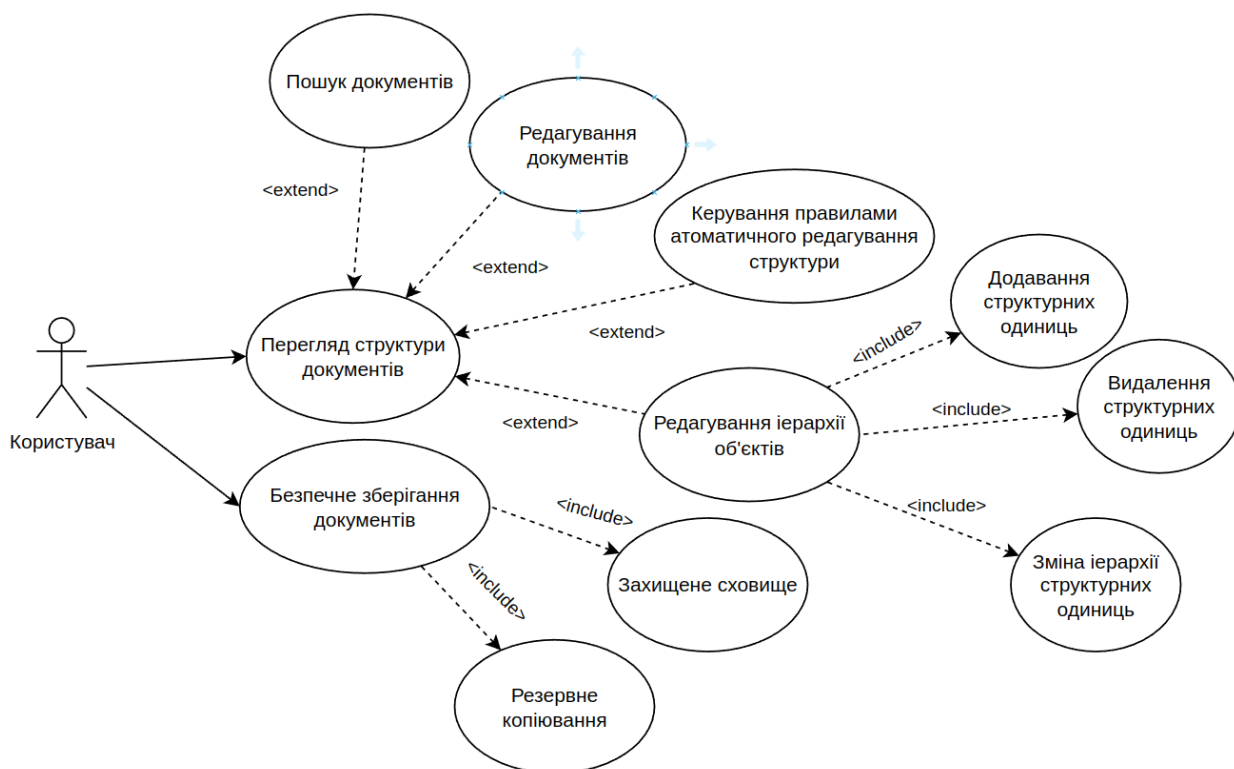 Пошук документів
Редагування
документів
<extend>
Керування правилами
атоматичного редагування
структури
<extend>
Додавання
структурних
одиниць
<extend>
<include>
Перегляд структури
документів
Видалення
структурних
одиниць
<include>
<extend>
Редагування ієрархії
об'єктів
Користувач
Безпечне зберігання
документів
<include>
<include>
Зміна ієрархії
структурних
одиниць
Захищене сховище
<include>
Резервне
копіювання